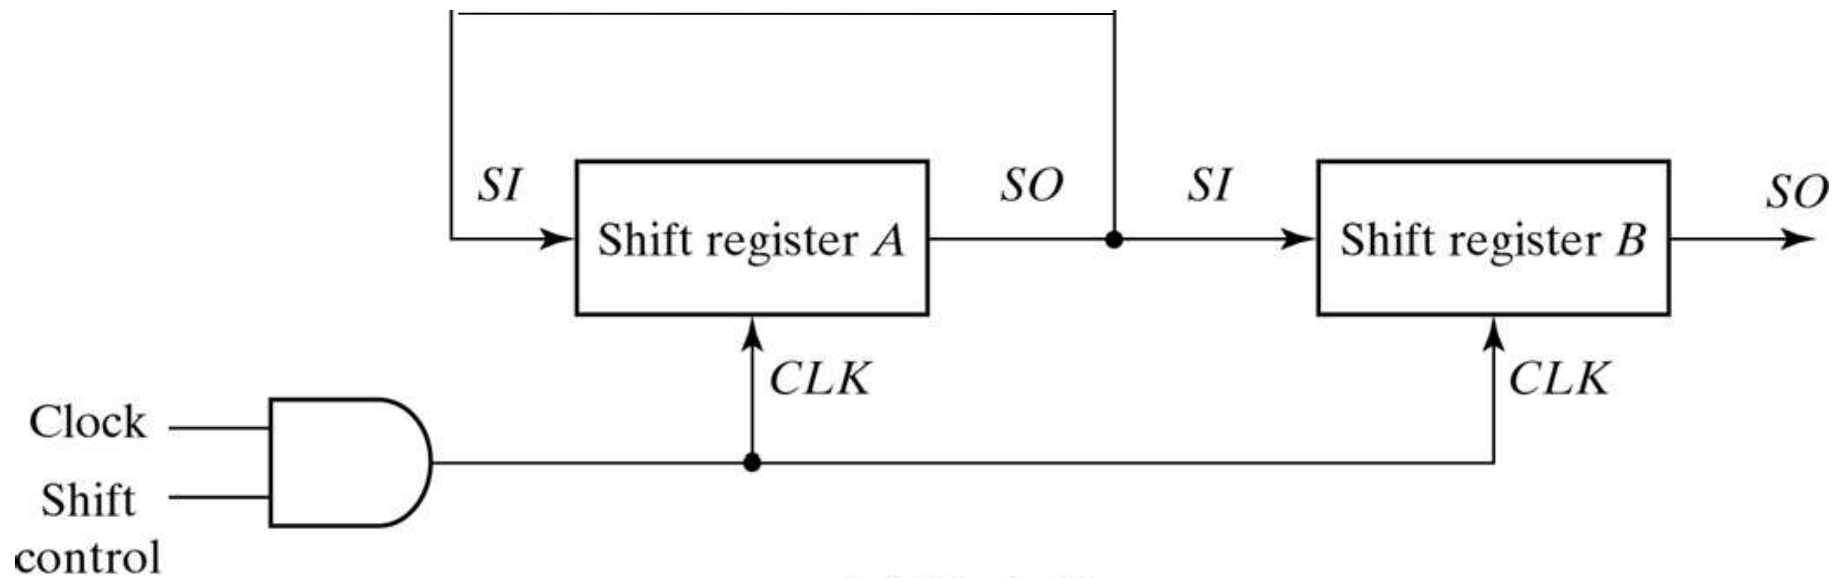 SI
SO
SI
SO
Shift register A
Shift register B
CLK
CLK
Clock
Shift
control